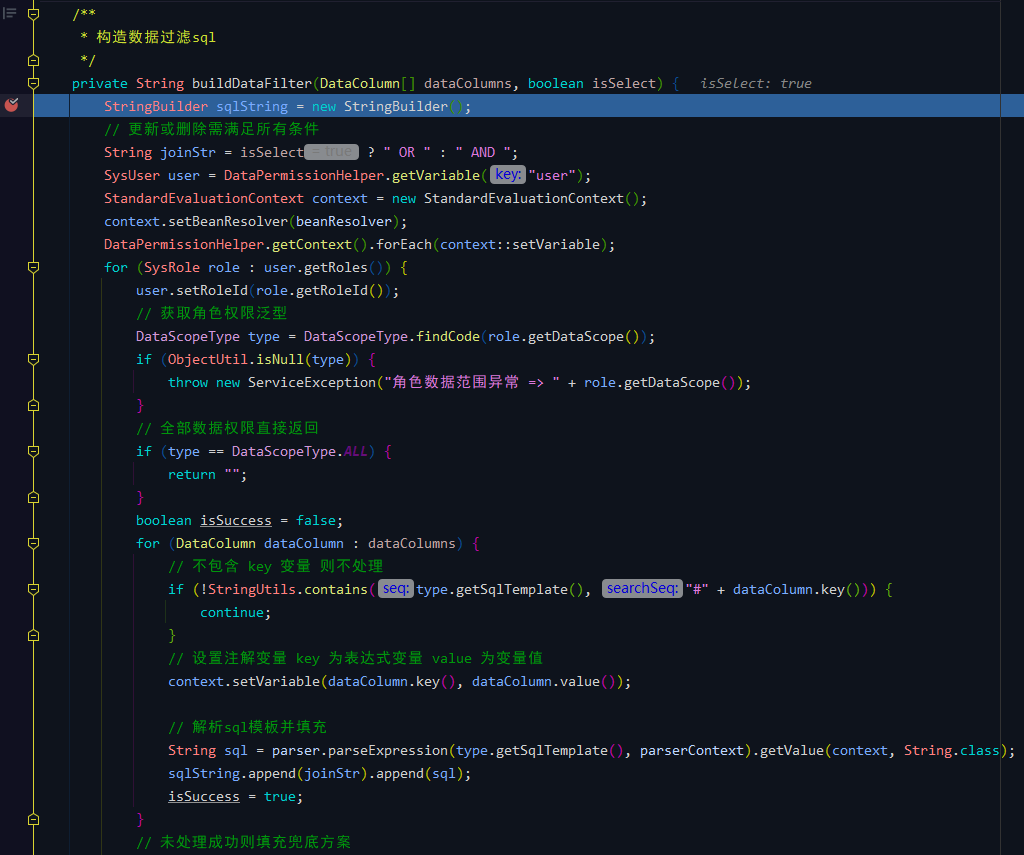 /**
* 构造数据过滤sql
*/
private String buildDataFilter(DataColumn[] dataColumns, boolean isSelect) { isSelect: true
StringBuilder sqlString = new StringBuilder();
// 更新或删除需满足所有条件
String joinStr = isSelect = true ? " OR " : " AND ";
SysUser user = DataPermissionHelper.getVariable( key: "user");
StandardEvaluationContext context = new StandardEvaluationContext();
context.setBeanResolver(beanResolver);
DataPermissionHelper.getContext().forEach(context::setVariable);
for (SysRole role : user.getRoles()) {
user.setRoleId(role.getRoleId());
// 获取角色权限泛型
DataScopeType type = DataScopeType.findCode(role.getDataScope());
if (ObjectUtil.isNull(type)) {
throw new ServiceException("角色数据范围异常 => " + role.getDataScope());
}
// 全部数据权限直接返回
if (type == DataScopeType.ALL) {
return "";
}
boolean isSuccess = false;
for (DataColumn dataColumn : dataColumns) {
// 不包含 key 变量 则不处理
if (!StringUtils.contains( seq: type.getSqlTemplate(), searchSeq: "#" + dataColumn.key())) {
continue;
}
// 设置注解变量 key 为表达式变量 value 为变量值
context.setVariable(dataColumn.key(), dataColumn.value());
// 解析sql模板并填充
String sql = parser.parseExpression(type.getSqlTemplate(), parserContext).getValue(context, String.class);
sqlString.append(joinStr).append(sql);
isSuccess = true;
}
// 未处理成功则填充兜底方案